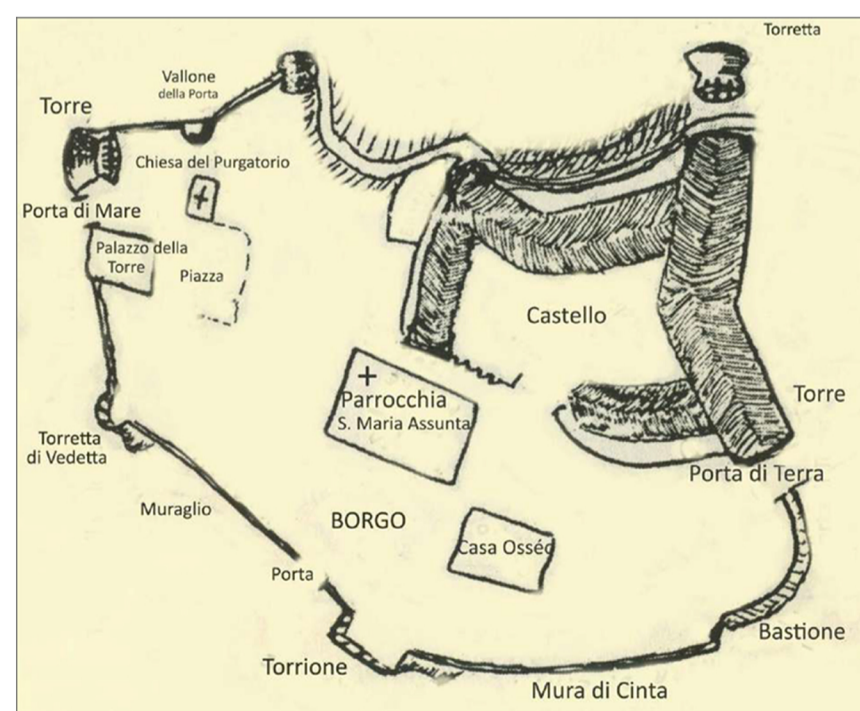 Torretta
Vallone
della Porta
Torre
Chiesa del Purgatorio
Porta di Mare
Palazzo della
Torre
Piazza
Castello
Parrocchia
S. Maria Assunta
Torre
Torretta
di Vedetta
Porta di Terra
Muraglio
BORGO
Casa Osséo
Porta
Bastione
Torrione
Mura di Cinta